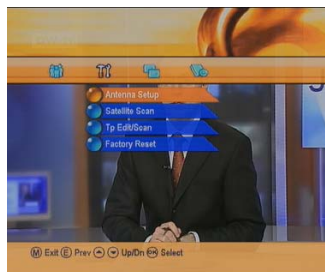 Antenna Setup
Satellite Scan
Tp Edit/Scan
Factory Reset
M Exit E Prev Up/Dn OK Select